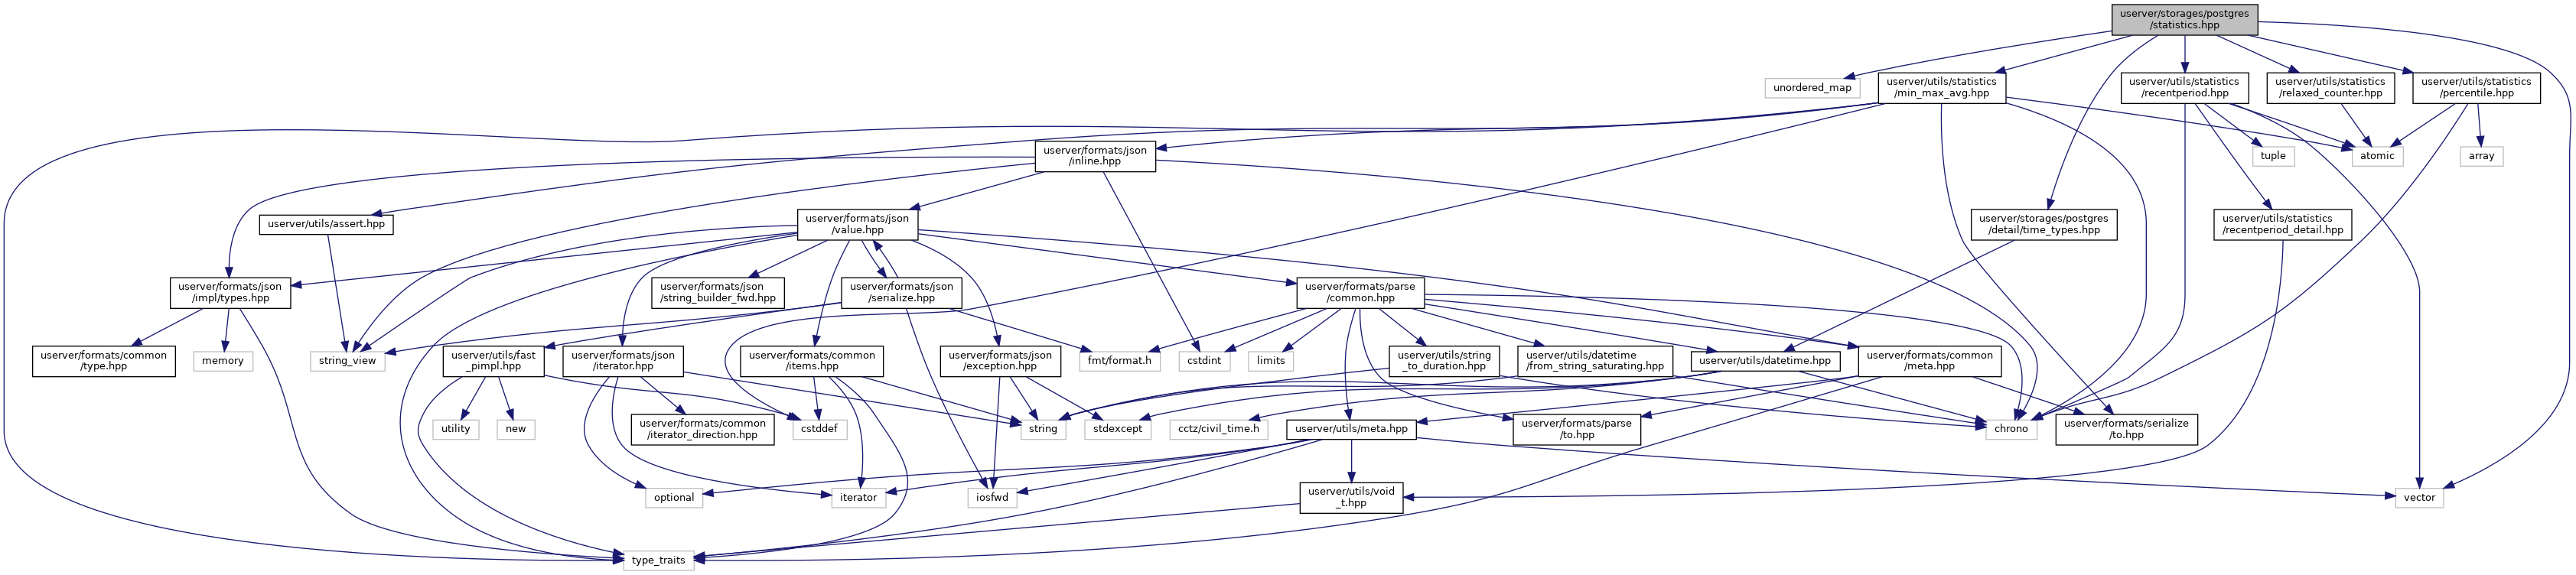 userver/storages/postgres
/statistics.hpp
unordered_map
userver/utils/statistics
/min_max_avg.hpp
userver/utils/statistics
/recentperiod.hpp
userver/utils/statistics
/relaxed_counter.hpp
userver/utils/statistics
/percentile.hpp
userver/formats/json
/inline.hpp
tuple
atomic
array
userver/utils/assert.hpp
userver/formats/json
/value.hpp
userver/storages/postgres
/detail/time_types.hpp
userver/utils/statistics
/recentperiod_detail.hpp
userver/formats/json
/impl/types.hpp
userver/formats/json
/string_builder_fwd.hpp
userver/formats/json
/serialize.hpp
userver/formats/parse
/common.hpp
userver/formats/common
/type.hpp
memory
string_view
userver/utils/fast
_pimpl.hpp
userver/formats/json
/iterator.hpp
userver/formats/common
/items.hpp
userver/formats/json
/exception.hpp
fmt/format.h
cstdint
limits
userver/utils/string
_to_duration.hpp
userver/utils/datetime
/from_string_saturating.hpp
userver/utils/datetime.hpp
userver/formats/common
/meta.hpp
utility
new
userver/formats/common
/iterator_direction.hpp
cstddef
string
stdexcept
cctz/civil_time.h
userver/utils/meta.hpp
userver/formats/parse
/to.hpp
chrono
userver/formats/serialize
/to.hpp
optional
iterator
iosfwd
userver/utils/void
_t.hpp
vector
type_traits